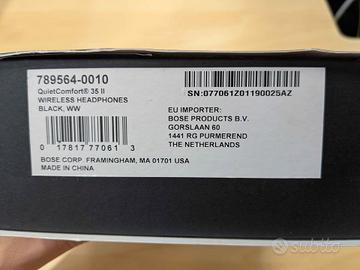 789564-0010
QuietComfort® 35 II
WIRELESS HEADPHONES
BLACK, WW
0 17817 77061 3
SN:077061Z01190025AZ
EU IMPORTER:
BOSE PRODUCTS B.V.
GORSLAAN 60
1441 RG PURMEREND
THE NETHERLANDS
BOSE CORP. FRAMINGHAM, MA 01701 USA
MADE IN CHINA
subito